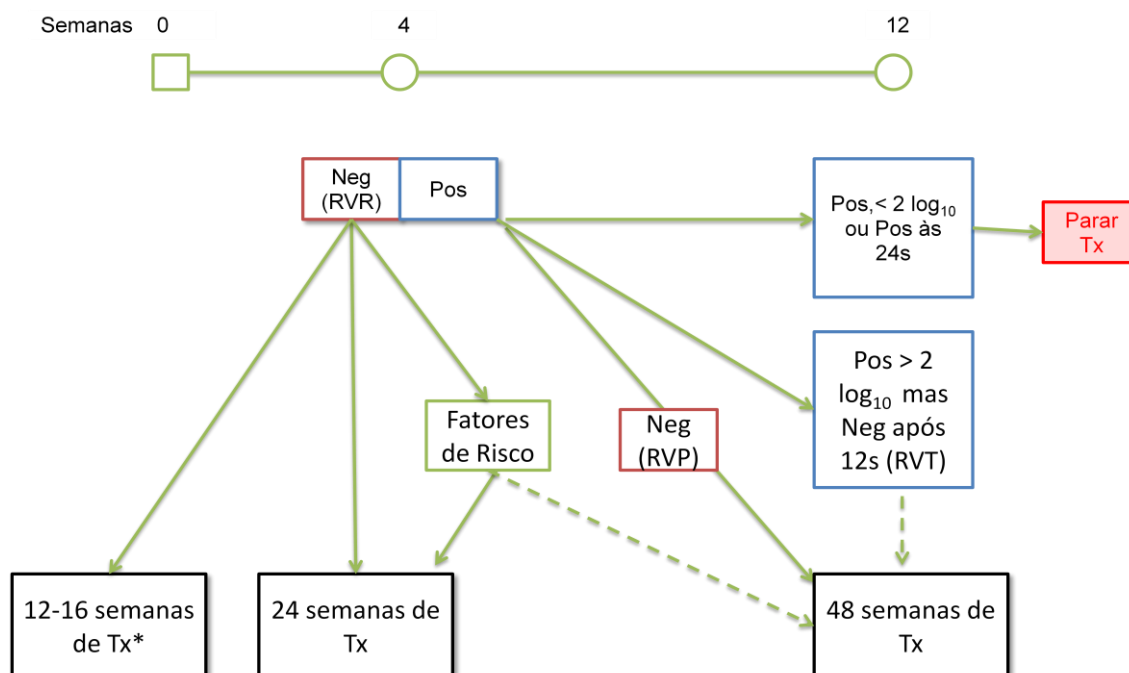 Semanas 0 4 12
Neg
(RVR)
Pos
Pos,< 2 log₁₀
ou Pos às
24s
Parar
Tx
Pos > 2
log₁₀ mas
Neg após
12s (RVT)
Fatores
de Risco
Neg
(RVP)
12-16 semanas
de Tx*
24 semanas de
Tx
48 semanas de
Tx